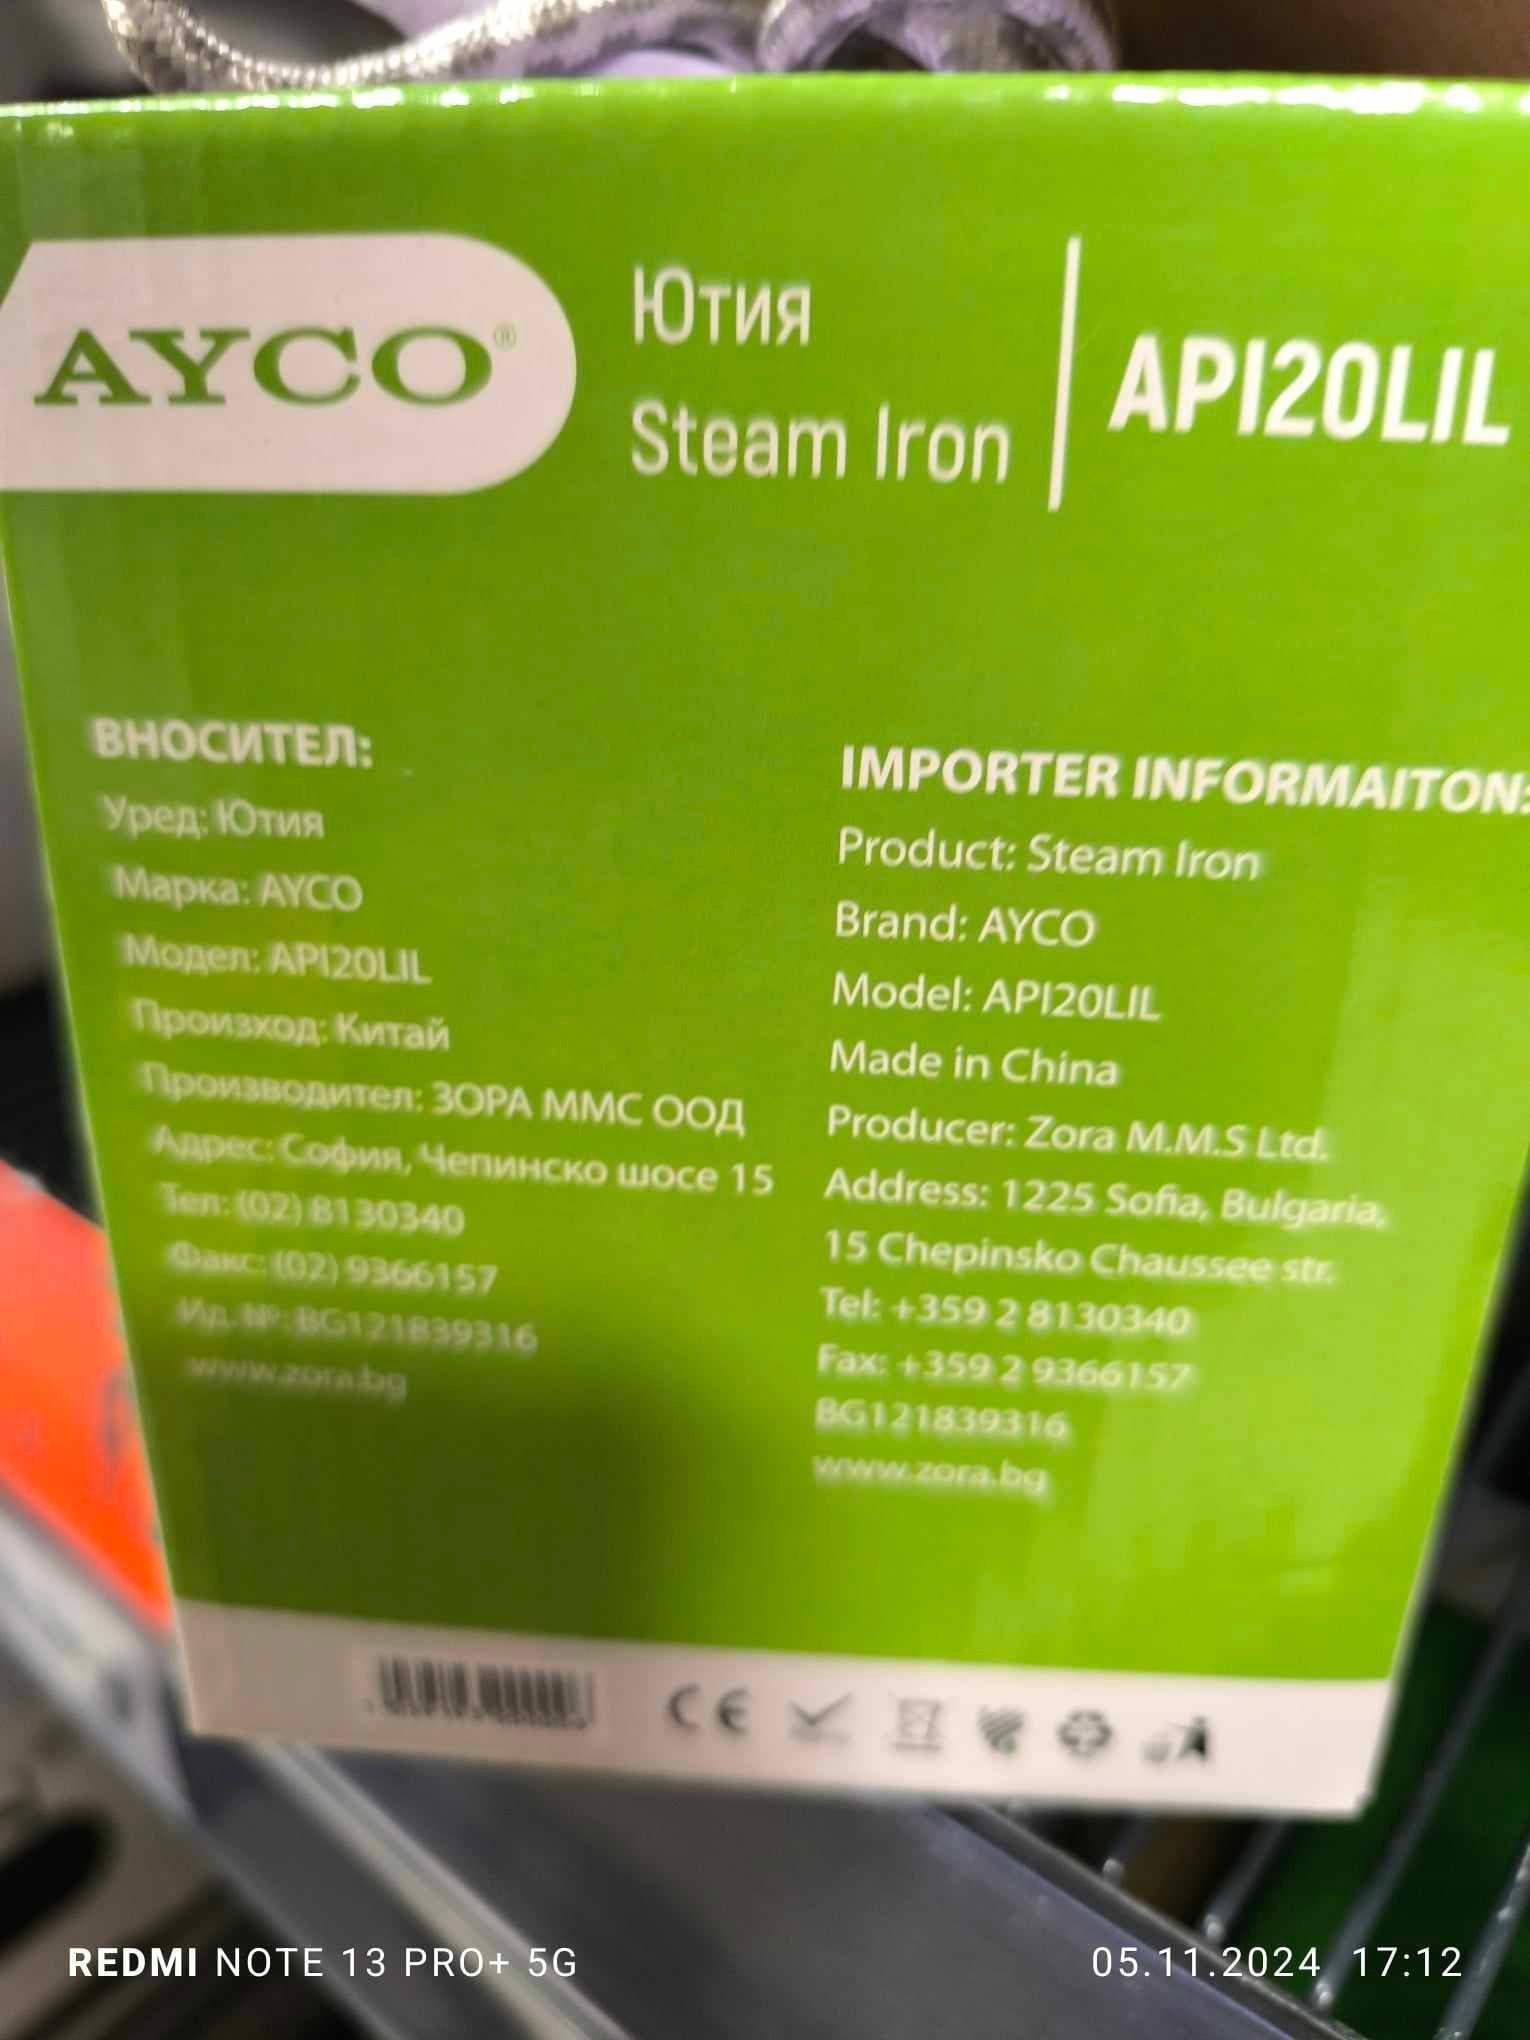 AYCO®
Ютия
Steam Iron
API20LIL
ВНОСИТЕЛ:
Уред: Ютия
Марка: AYCO
Модел: API20LIL
Произход: Китай
Производител: ЗОРА ММС ООД
Адрес: София, Чепинско шосе 15
Тел: (02) 8130340
Факс: (02) 9366157
Ид. №: BG121839316
www.zora.bg
IMPORTER INFORMAITON:
Product: Steam Iron
Brand: AYCO
Model: API20LIL
Made in China
Producer: Zora M.M.S Ltd.
Address: 1225 Sofia, Bulgaria,
15 Chepinsko Chaussee str.
Tel: +359 2 8130340
Fax: +359 2 9366157
BG121839316
www.zora.bg
CE
REDMI NOTE 13 PRO+ 5G
05.11.2024 17:12